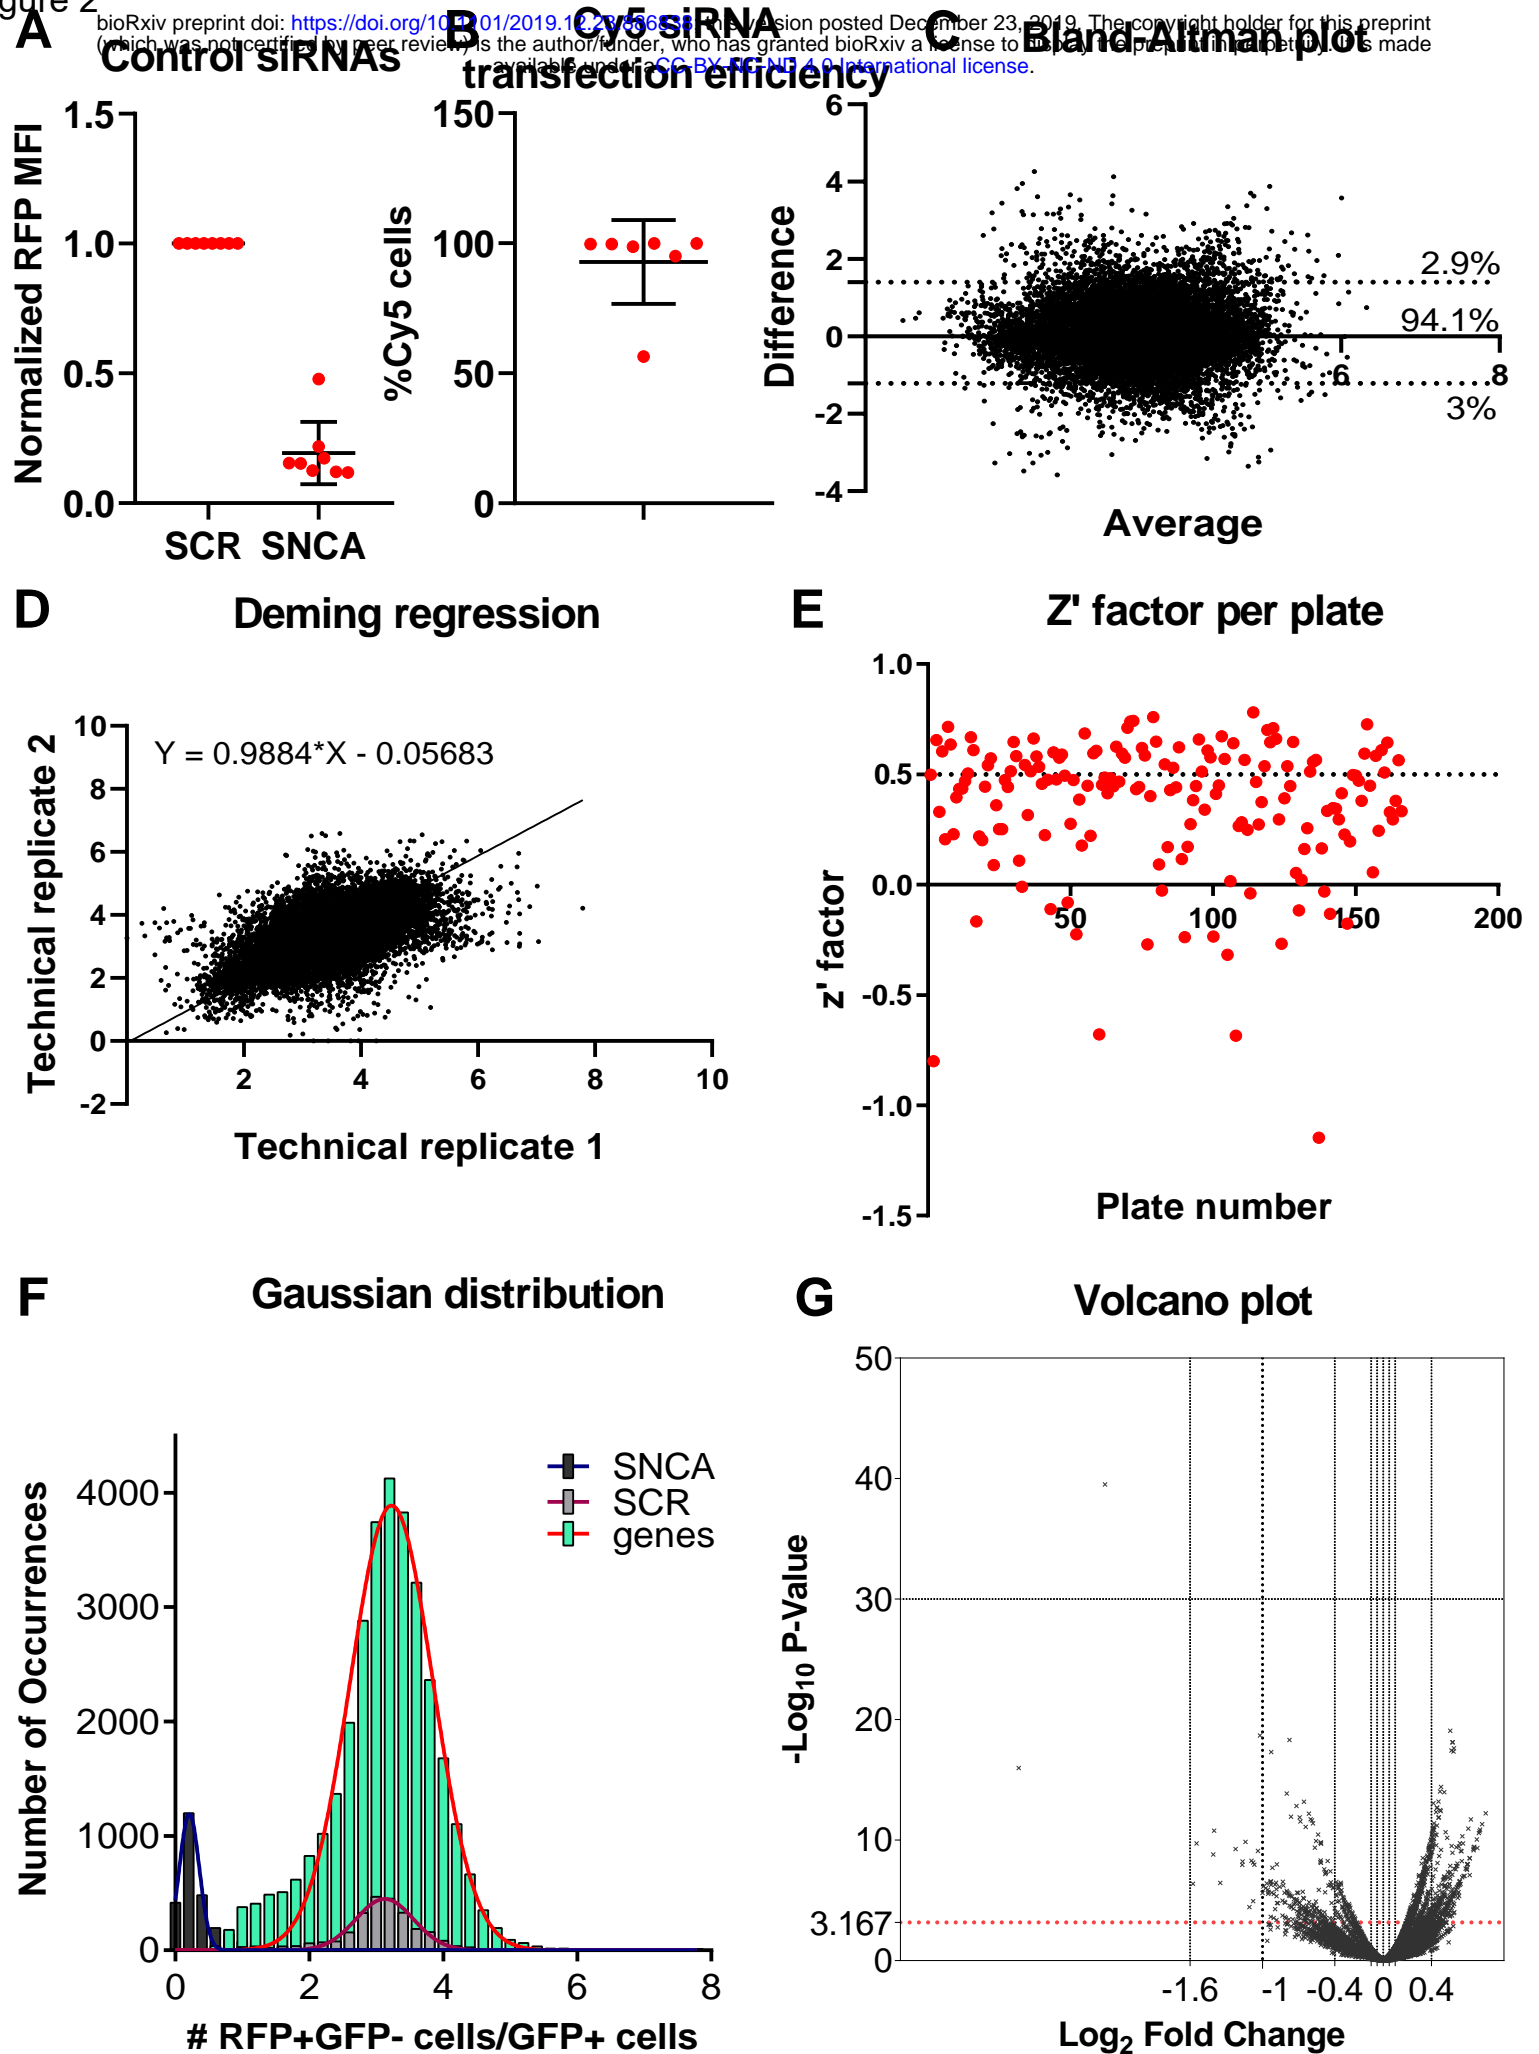 gure 2
bioRxiv preprint doi: https://doi.org/10.1101/2019.12.23.886838; this version posted December 23, 2019. The copyright holder for this preprint
(which was not certified by peer review) is the author/funder, who has granted bioRxiv a license to display the preprint in perpetuity. It is made
available under aCC-BY-NC-ND 4.0 International license.
A
Control siRNAs
Normalized RFP MFI
1.5
1.0
0.5
0.0
SCR SNCA
B
Cy5 siRNA
transfection efficiency
%Cy5 cells
150
100
50
0
C
Bland-Altman plot
Difference
6
4
2
0
-2
-4
2.9%
94.1%
3%
6 8
Average
D
Deming regression
Y = 0.9884*X - 0.05683
Technical replicate 2
10
8
6
4
2
0
-2
2 4 6 8 10
Technical replicate 1
E
Z' factor per plate
z' factor
1.0
0.5
0.0
-0.5
-1.0
-1.5
50 100 150 200
Plate number
F
Gaussian distribution
Number of Occurrences
4000
3000
2000
1000
0
SNCA
SCR
genes
0 2 4 6 8
# RFP+GFP- cells/GFP+ cells
G
Volcano plot
-Log10 P-Value
50
40
30
20
10
3.167
0
-1.6 -1 -0.4 0 0.4
Log2 Fold Change